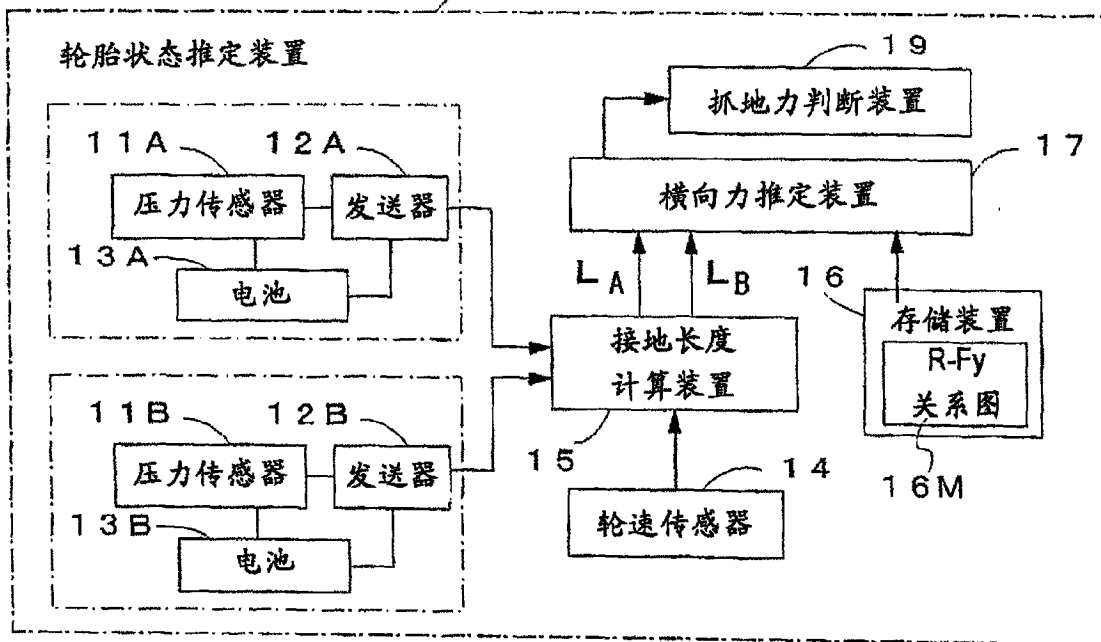 轮胎状态推定装置
19
抓地力判断装置
11A
12A
17
压力传感器
发送器
横向力推定装置
13A
电池
LA
LB
16
存储装置
R-Fy
关系图
接地长度
计算装置
11B
12B
15
14
16M
压力传感器
发送器
轮速传感器
13B
电池